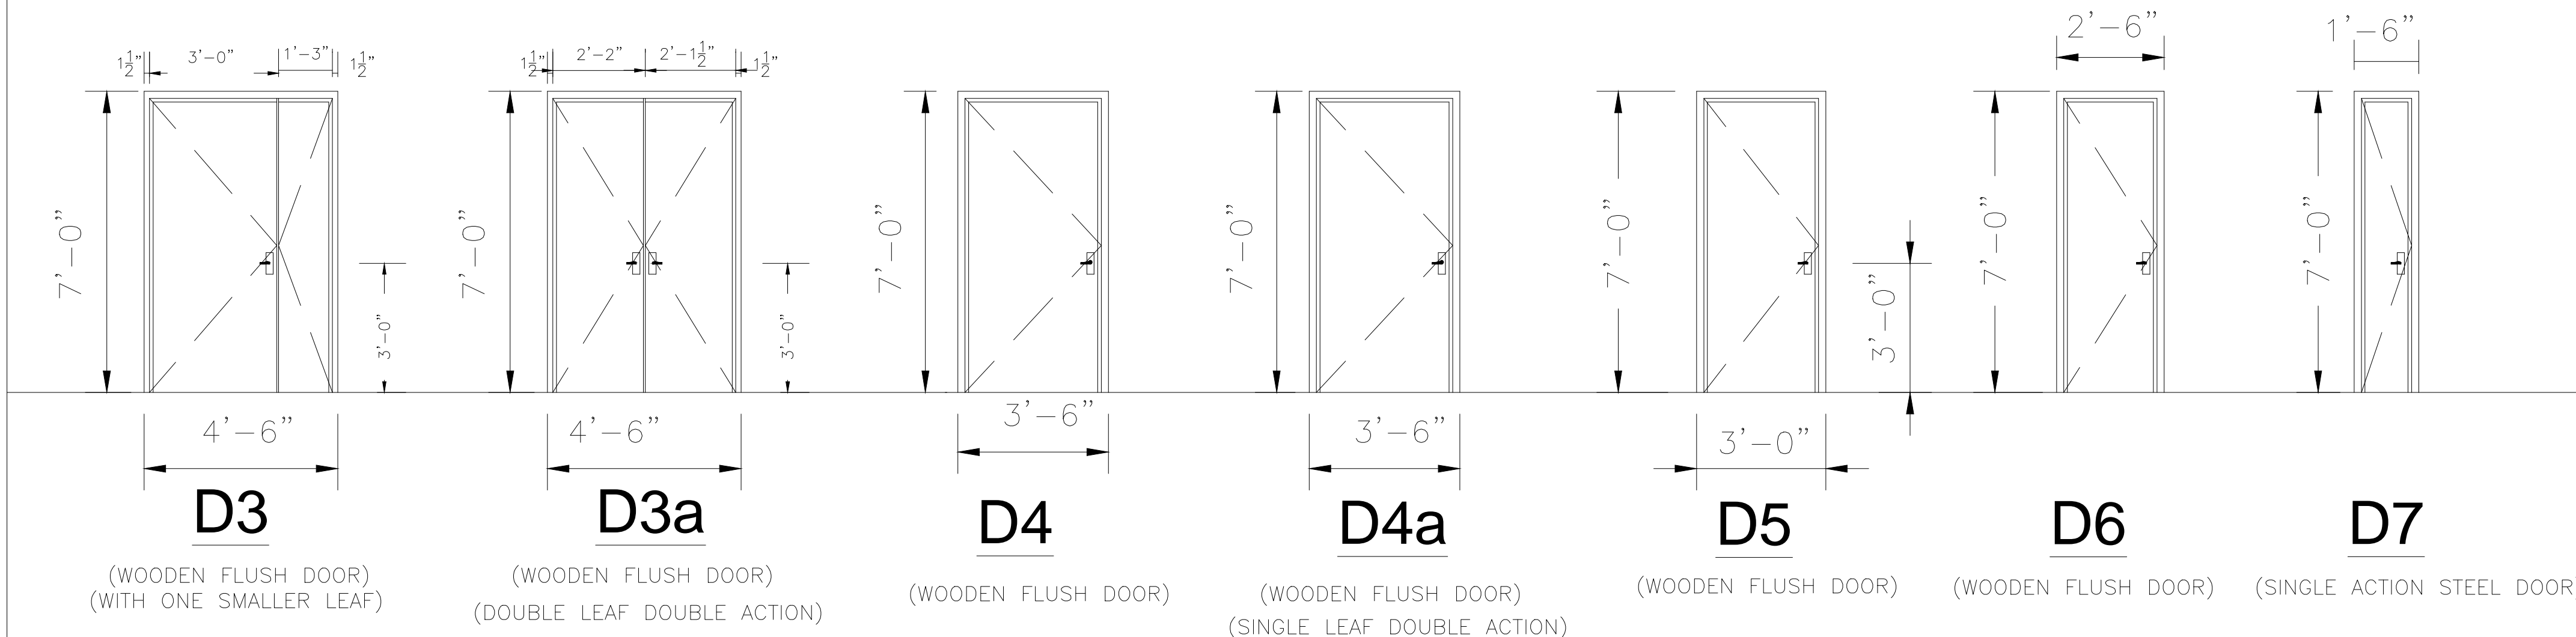 1½" 3'-0" 1'-3" 1½"
7'-0"
3'-0"
4'-6"
D3
(WOODEN FLUSH DOOR)
(WITH ONE SMALLER LEAF)
1½" 2'-2" 2'-1½" 1½"
7'-0"
3'-0"
4'-6"
D3a
(WOODEN FLUSH DOOR)
(DOUBLE LEAF DOUBLE ACTION)
7'-0"
3'-6"
D4
(WOODEN FLUSH DOOR)
7'-0"
3'-6"
D4a
(WOODEN FLUSH DOOR)
(SINGLE LEAF DOUBLE ACTION)
7'-0"
3'-0"
3'-0"
D5
(WOODEN FLUSH DOOR)
2'-6"
7'-0"
D6
(WOODEN FLUSH DOOR)
1'-6"
7'-0"
D7
(SINGLE ACTION STEEL DOOR